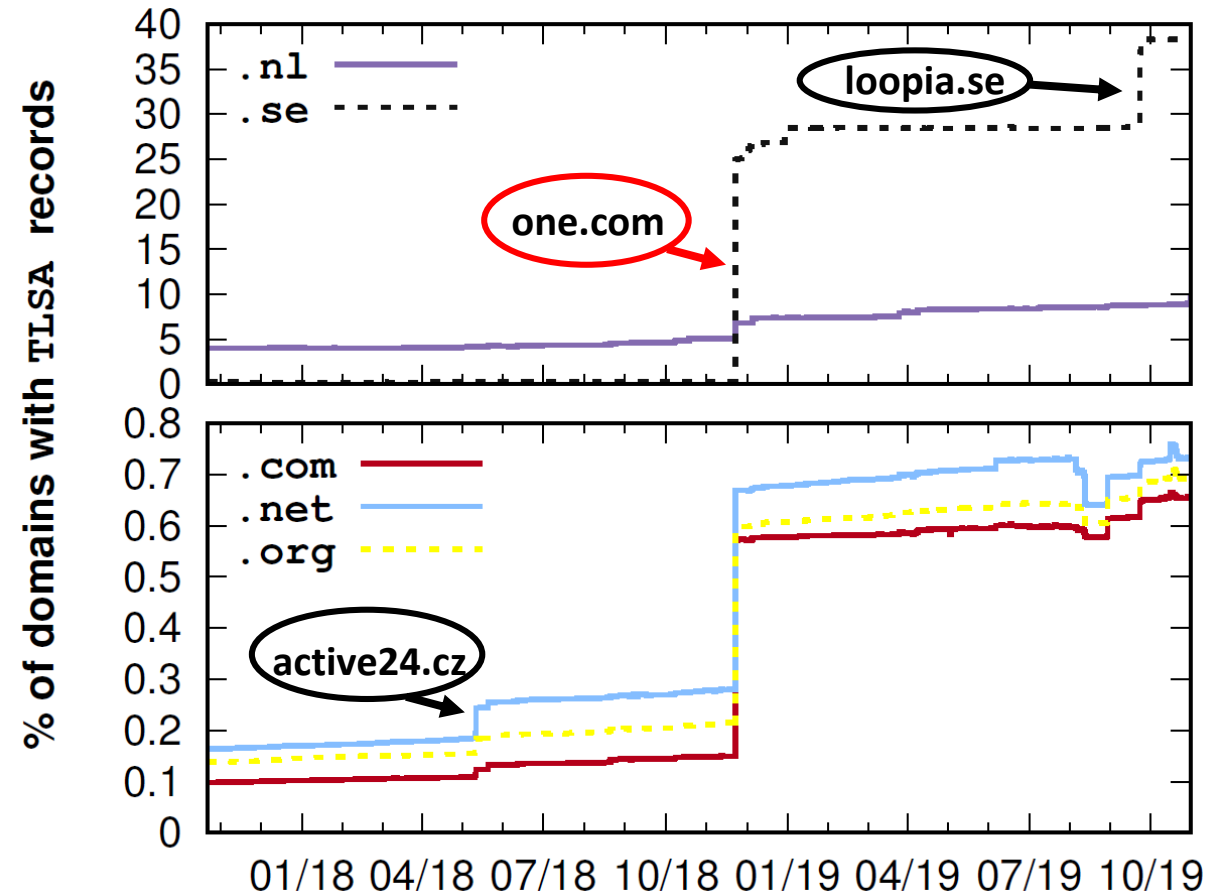 % of domains with TLSA records
40
35
30
25
20
15
10
5
0
.nl
.se
loopia.se
one.com
0.8
0.7
0.6
0.5
0.4
0.3
0.2
0.1
0
.com
.net
.org
active24.cz
01/18 04/18 07/18 10/18 01/19 04/19 07/19 10/19